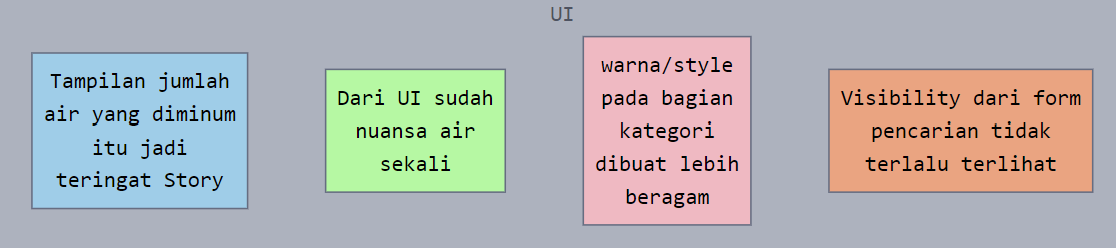 UI
Tampilan jumlah
air yang diminum
itu jadi
teringat Story
Dari UI sudah
nuansa air
sekali
warna/style
pada bagian
kategori
dibuat lebih
beragam
Visibility dari form
pencarian tidak
terlalu terlihat